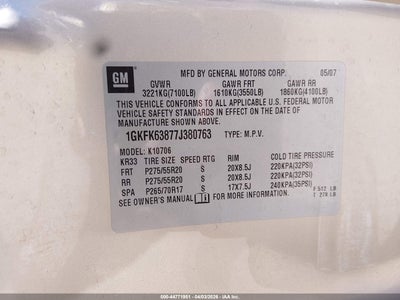 GM
MFD BY GENERAL MOTORS CORP. 05/07
GVWR GAWR FRT GAWR RR
3221KG(7100LB) 1610KG(3550LB) 1860KG(4100LB)
THIS VEHICLE CONFORMS TO ALL APPLICABLE U.S. FEDERAL MOTOR
VEHICLE SAFETY STANDARDS IN EFFECT ON THE DATE OF
MANUFACTURE SHOWN ABOVE.
1GKFK63877J380763 TYPE: M.P.V.
MODEL: K10706
KR33 TIRE SIZE SPEED RTG RIM COLD TIRE PRESSURE
FRT P275/55R20 S 20X8.5J 220KPA(32PSI)
RR P275/55R20 S 20X8.5J 220KPA(32PSI)
SPA P265/70R17 S 17X7.5J 240KPA(35PSI)
SEE OWNER'S MANUAL FOR MORE INFORMATION.
IAA 600-44771951 - 04/03/2026 - 01:03: